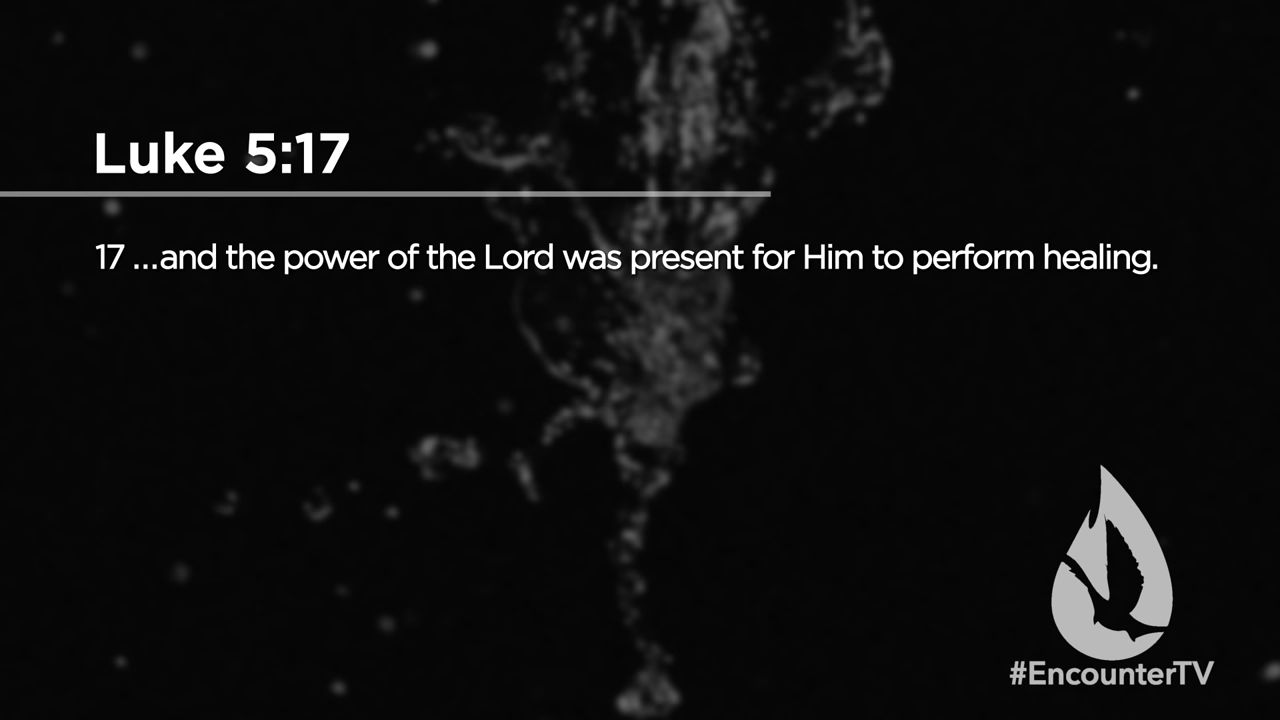 Luke 5:17
17 ...and the power of the Lord was present for Him to perform healing.
#EncounterTV